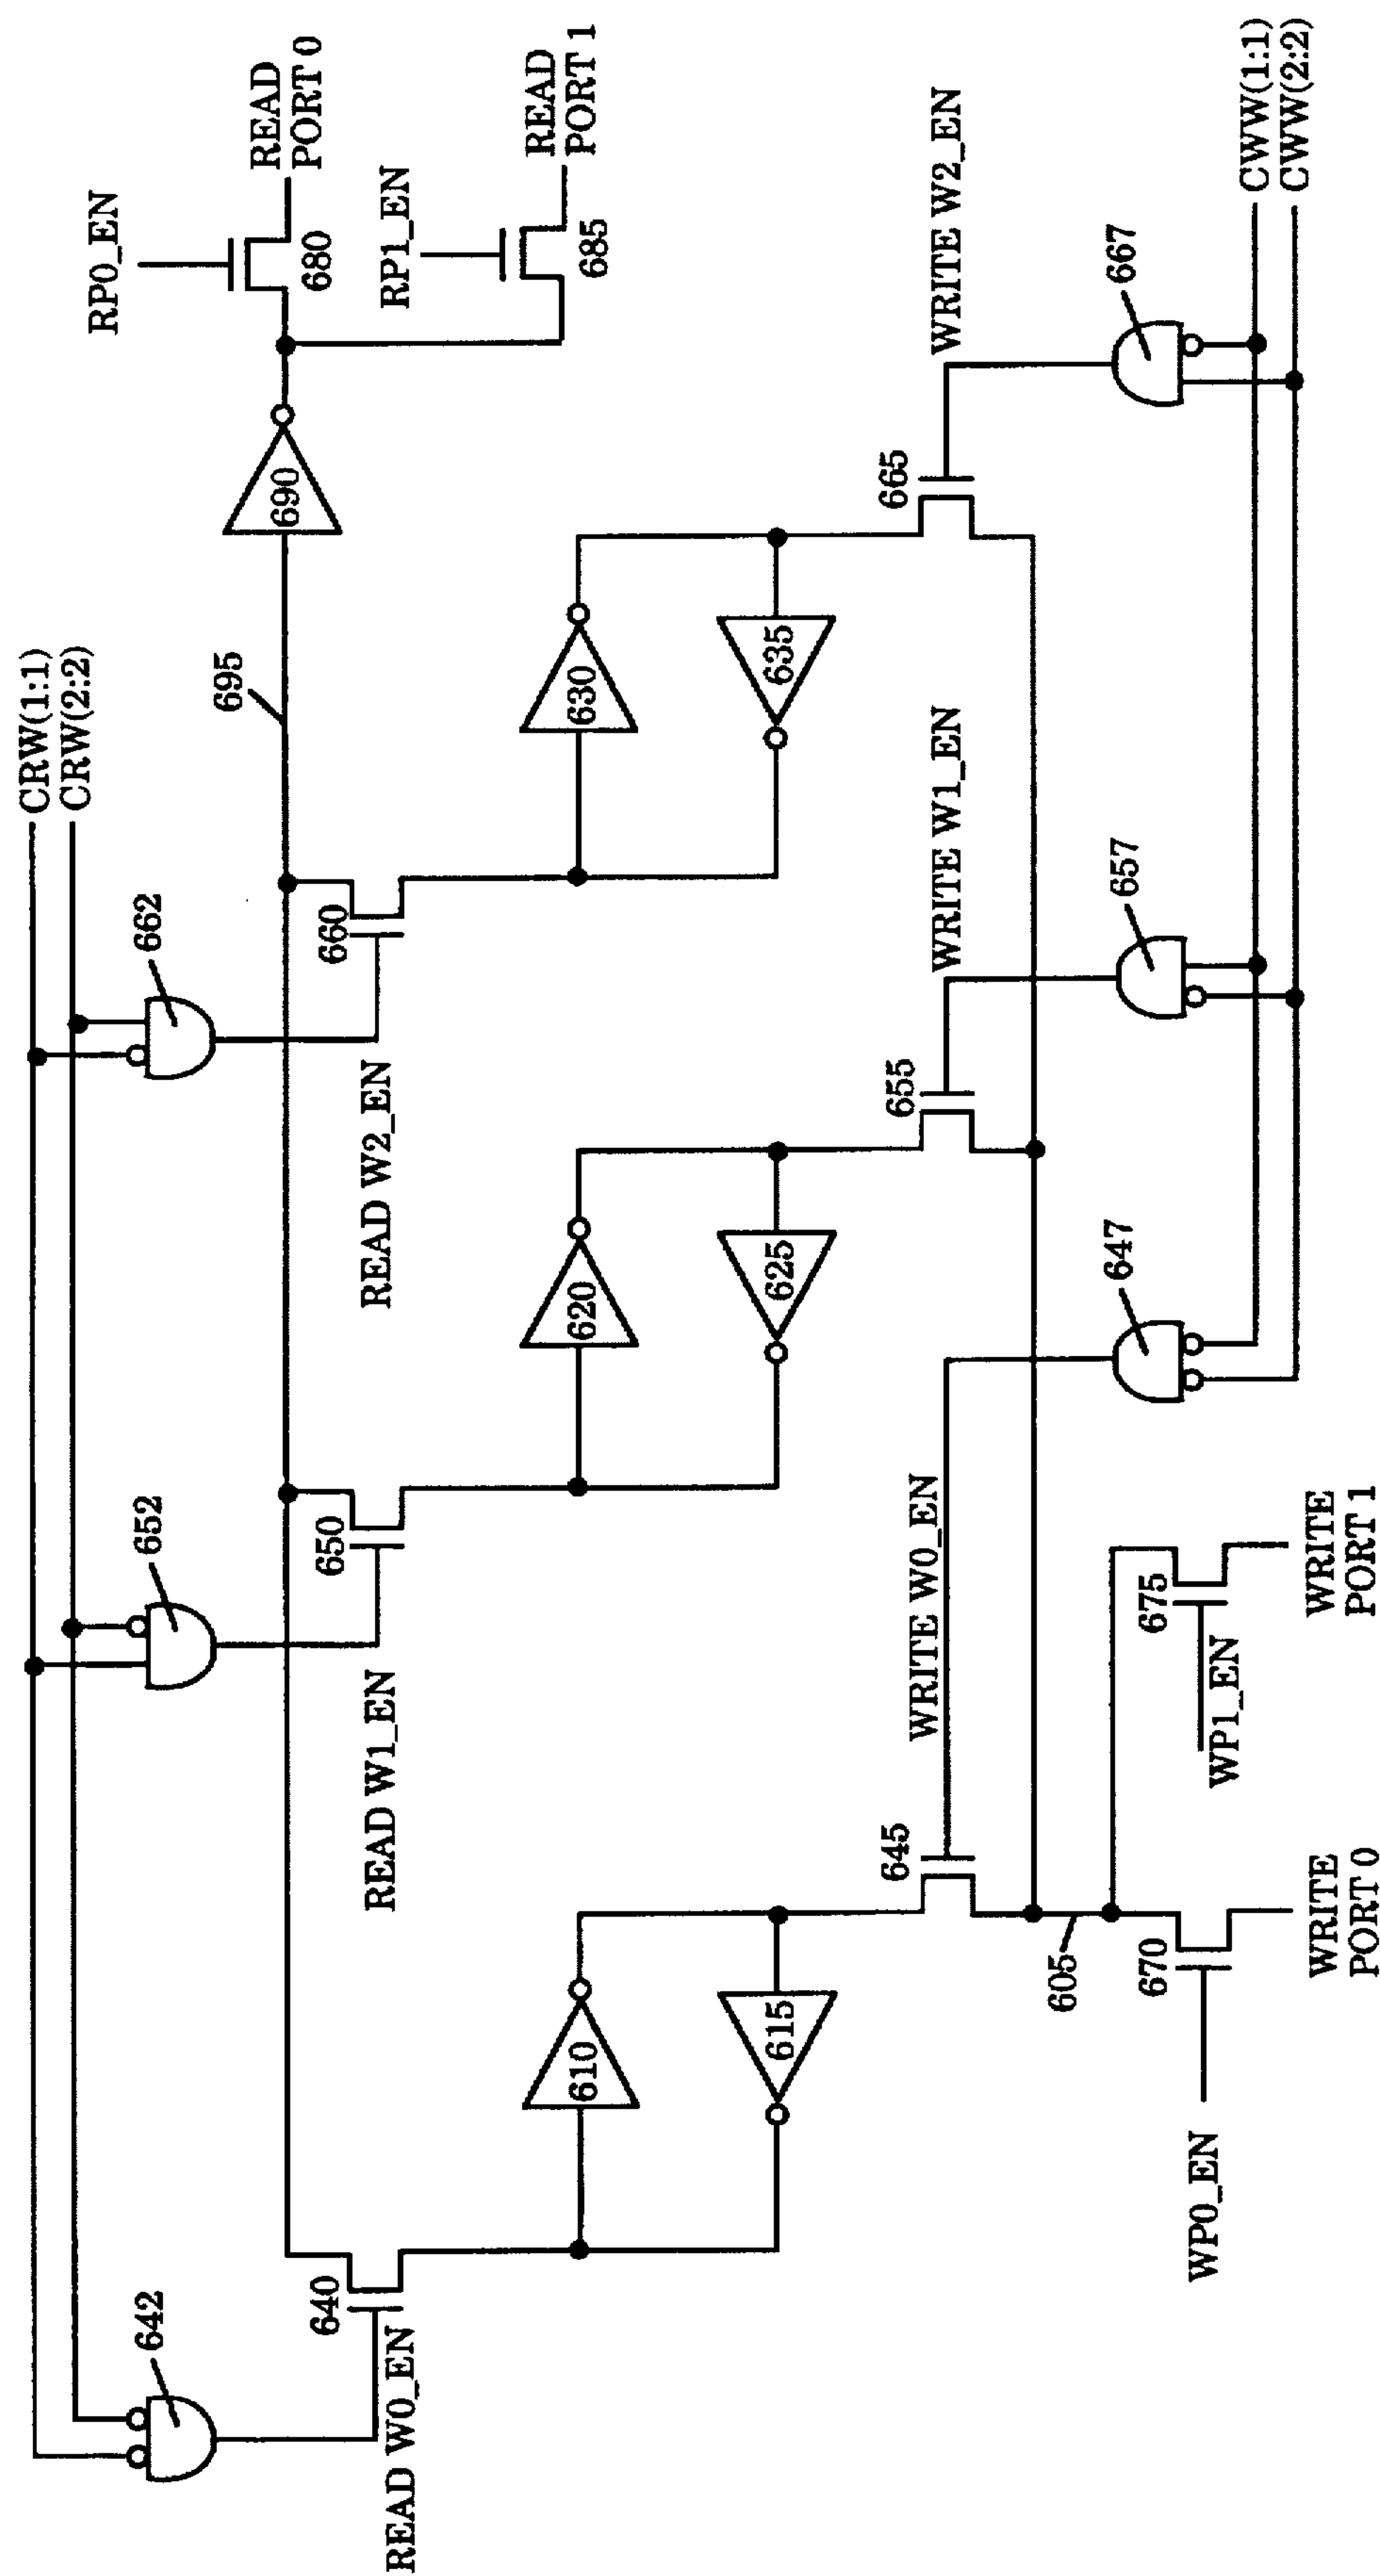 CRW(1:1)
CRW(2:2)
642
652
662
READ W0_EN
640
READ W1_EN
650
READ W2_EN
660
695
690
RP0_EN
680
READ
PORT 0
RP1_EN
685
READ
PORT 1
610
615
620
625
630
635
645
WRITE W0_EN
655
WRITE W1_EN
665
WRITE W2_EN
605
647
657
667
WP0_EN
670
WRITE
PORT 0
WP1_EN
675
WRITE
PORT 1
CWW(1:1)
CWW(2:2)